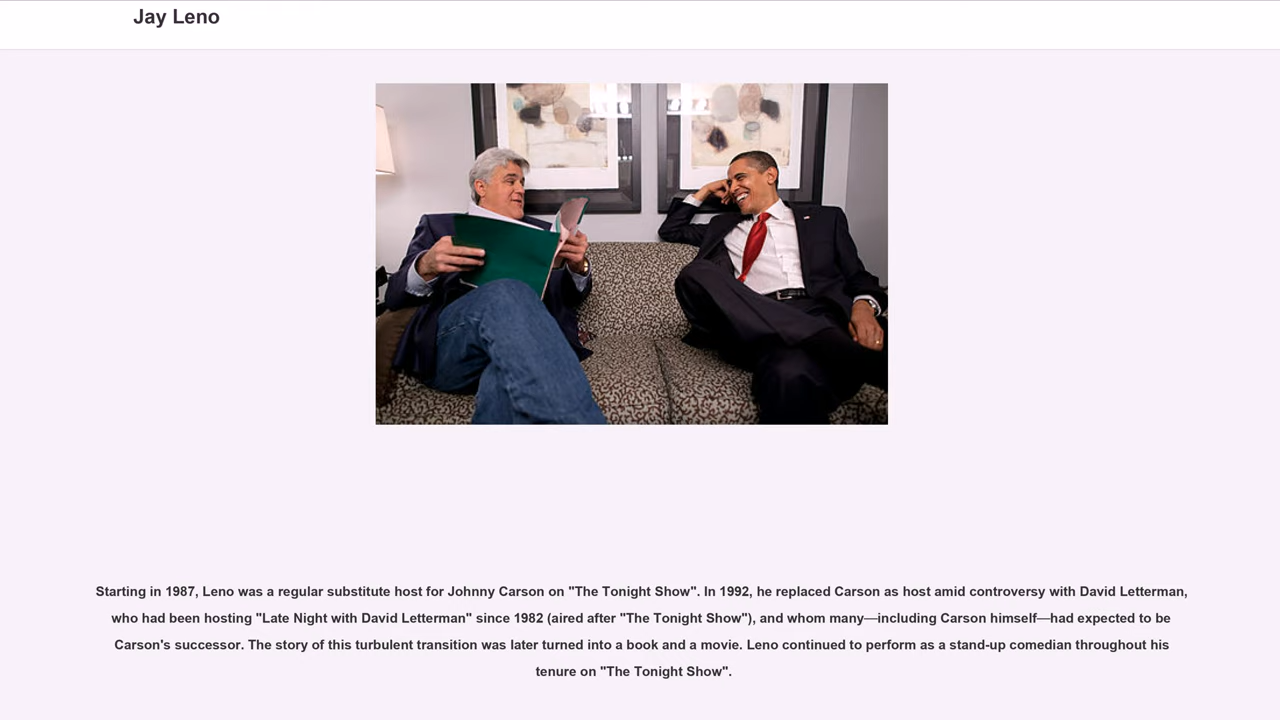 Jay Leno
Starting in 1987, Leno was a regular substitute host for Johnny Carson on "The Tonight Show". In 1992, he replaced Carson as host amid controversy with David Letterman,
who had been hosting "Late Night with David Letterman" since 1982 (aired after "The Tonight Show"), and whom many—including Carson himself—had expected to be
Carson's successor. The story of this turbulent transition was later turned into a book and a movie. Leno continued to perform as a stand-up comedian throughout his
tenure on "The Tonight Show".